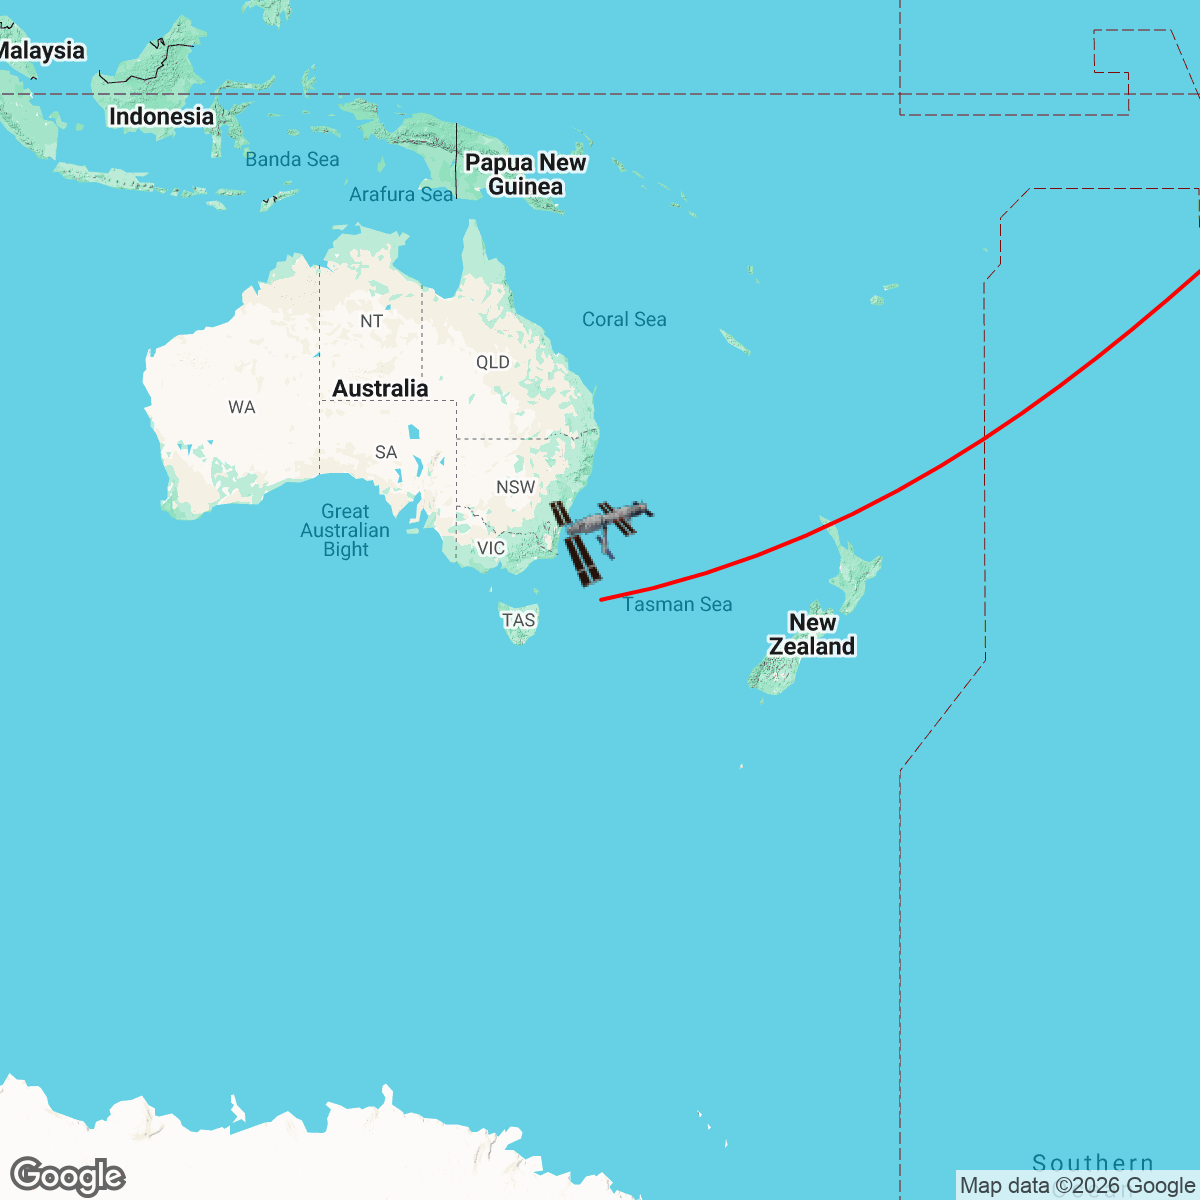 Malaysia
Indonesia
Banda Sea
Papua New
Guinea
Arafura Sea
NT
Coral Sea
QLD
Australia
WA
SA
NSW
Great
Australian
Bight
VIC
TAS
Tasman Sea
New
Zealand
Southern
Google
Map data ©2026 Google